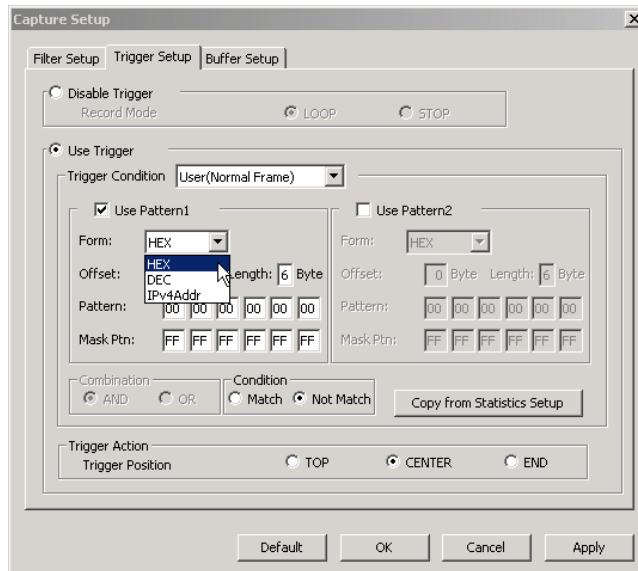 Capture Setup
Filter Setup Trigger Setup Buffer Setup
Disable Trigger
Record Mode LOOP STOP
Use Trigger
Trigger Condition User(Normal Frame)
Use Pattern1 Use Pattern2
Form: HEX Form: HEX
HEX
Offset: Length: 6 Byte Offset: 0 Byte Length: 6 Byte
DEC
IPv4Addr
Pattern: 00 00 00 00 00 00 Pattern: 00 00 00 00 00 00
Mask Ptn: FF FF FF FF FF FF Mask Ptn: FF FF FF FF FF FF
Combination Condition
AND OR Match Not Match Copy from Statistics Setup
Trigger Action
Trigger Position TOP CENTER END
Default OK Cancel Apply